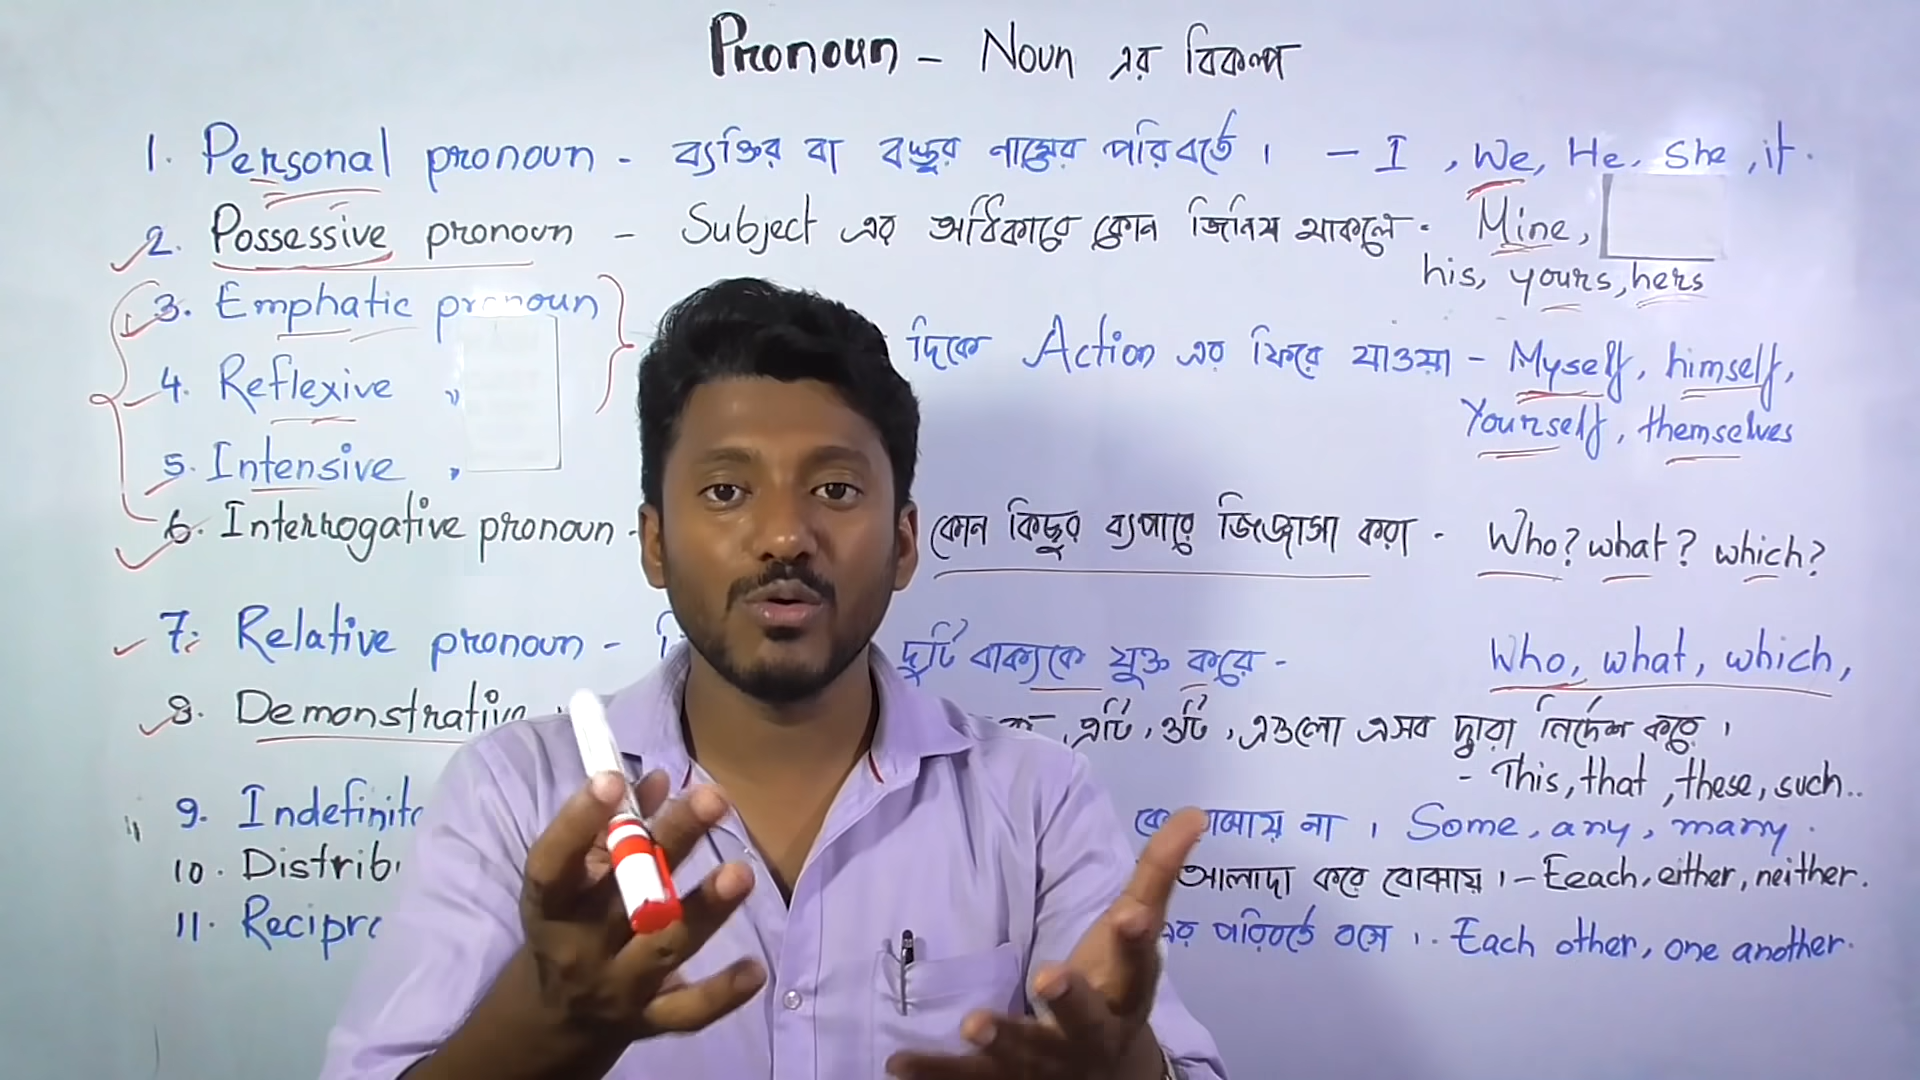 Pronoun - Noun এর বিকল্প
1. Personal pronoun - ব্যক্তির বা বস্তুর নামের পরিবর্তে । - I, We, He, She, it.
2. Possessive pronoun - Subject এর অধিকারে কোন জিনিষ থাকলে - Mine,
his, yours, hers
3. Emphatic pronoun
দিকে Action এর ফিরে যাওয়া - Myself, himself,
4. Reflexive "
Yourself, themselves
5. Intensive "
6. Interrogative pronoun - কোন কিছুর ব্যপারে জিজ্ঞাসা করা - Who? what? which?
7. Relative pronoun - দুটি বাক্যকে যুক্ত করে - Who, what, which,
8. Demonstrative , এটি, ওটি, এগুলো এসব দ্বারা নির্দেশ করে ।
- This, that, these, such..
9. Indefinite না । Some, any, many.
10. Distrib আলাদা করে বোঝায় । - Eeach, either, neither.
11. Recipro এর পরিবর্তে বসে ।. Each other, one another.